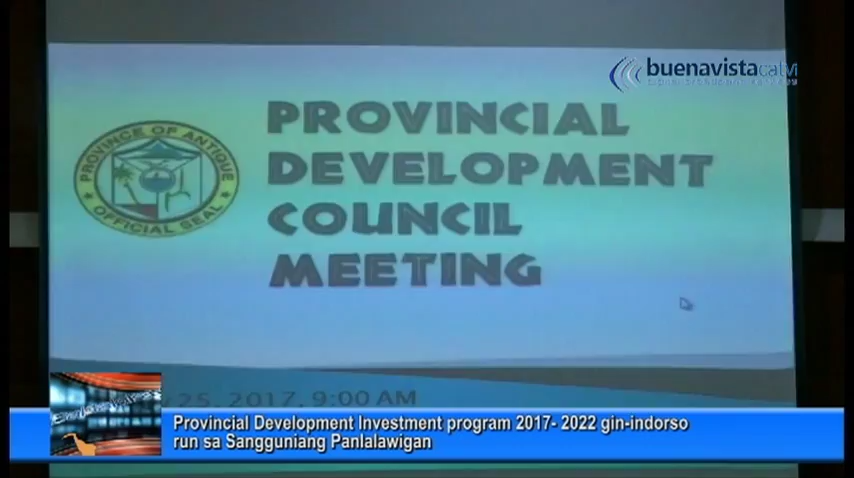 buenavistacatvi
PROVINCE OF ANTIQUE
OFFICIAL SEAL
PROVINCIAL
DEVELOPMENT
COUNCIL
MEETING
25, 2017, 9:00 AM
Provincial Development Investment program 2017- 2022 gin-indorso
run sa Sangguniang Panlalawigan